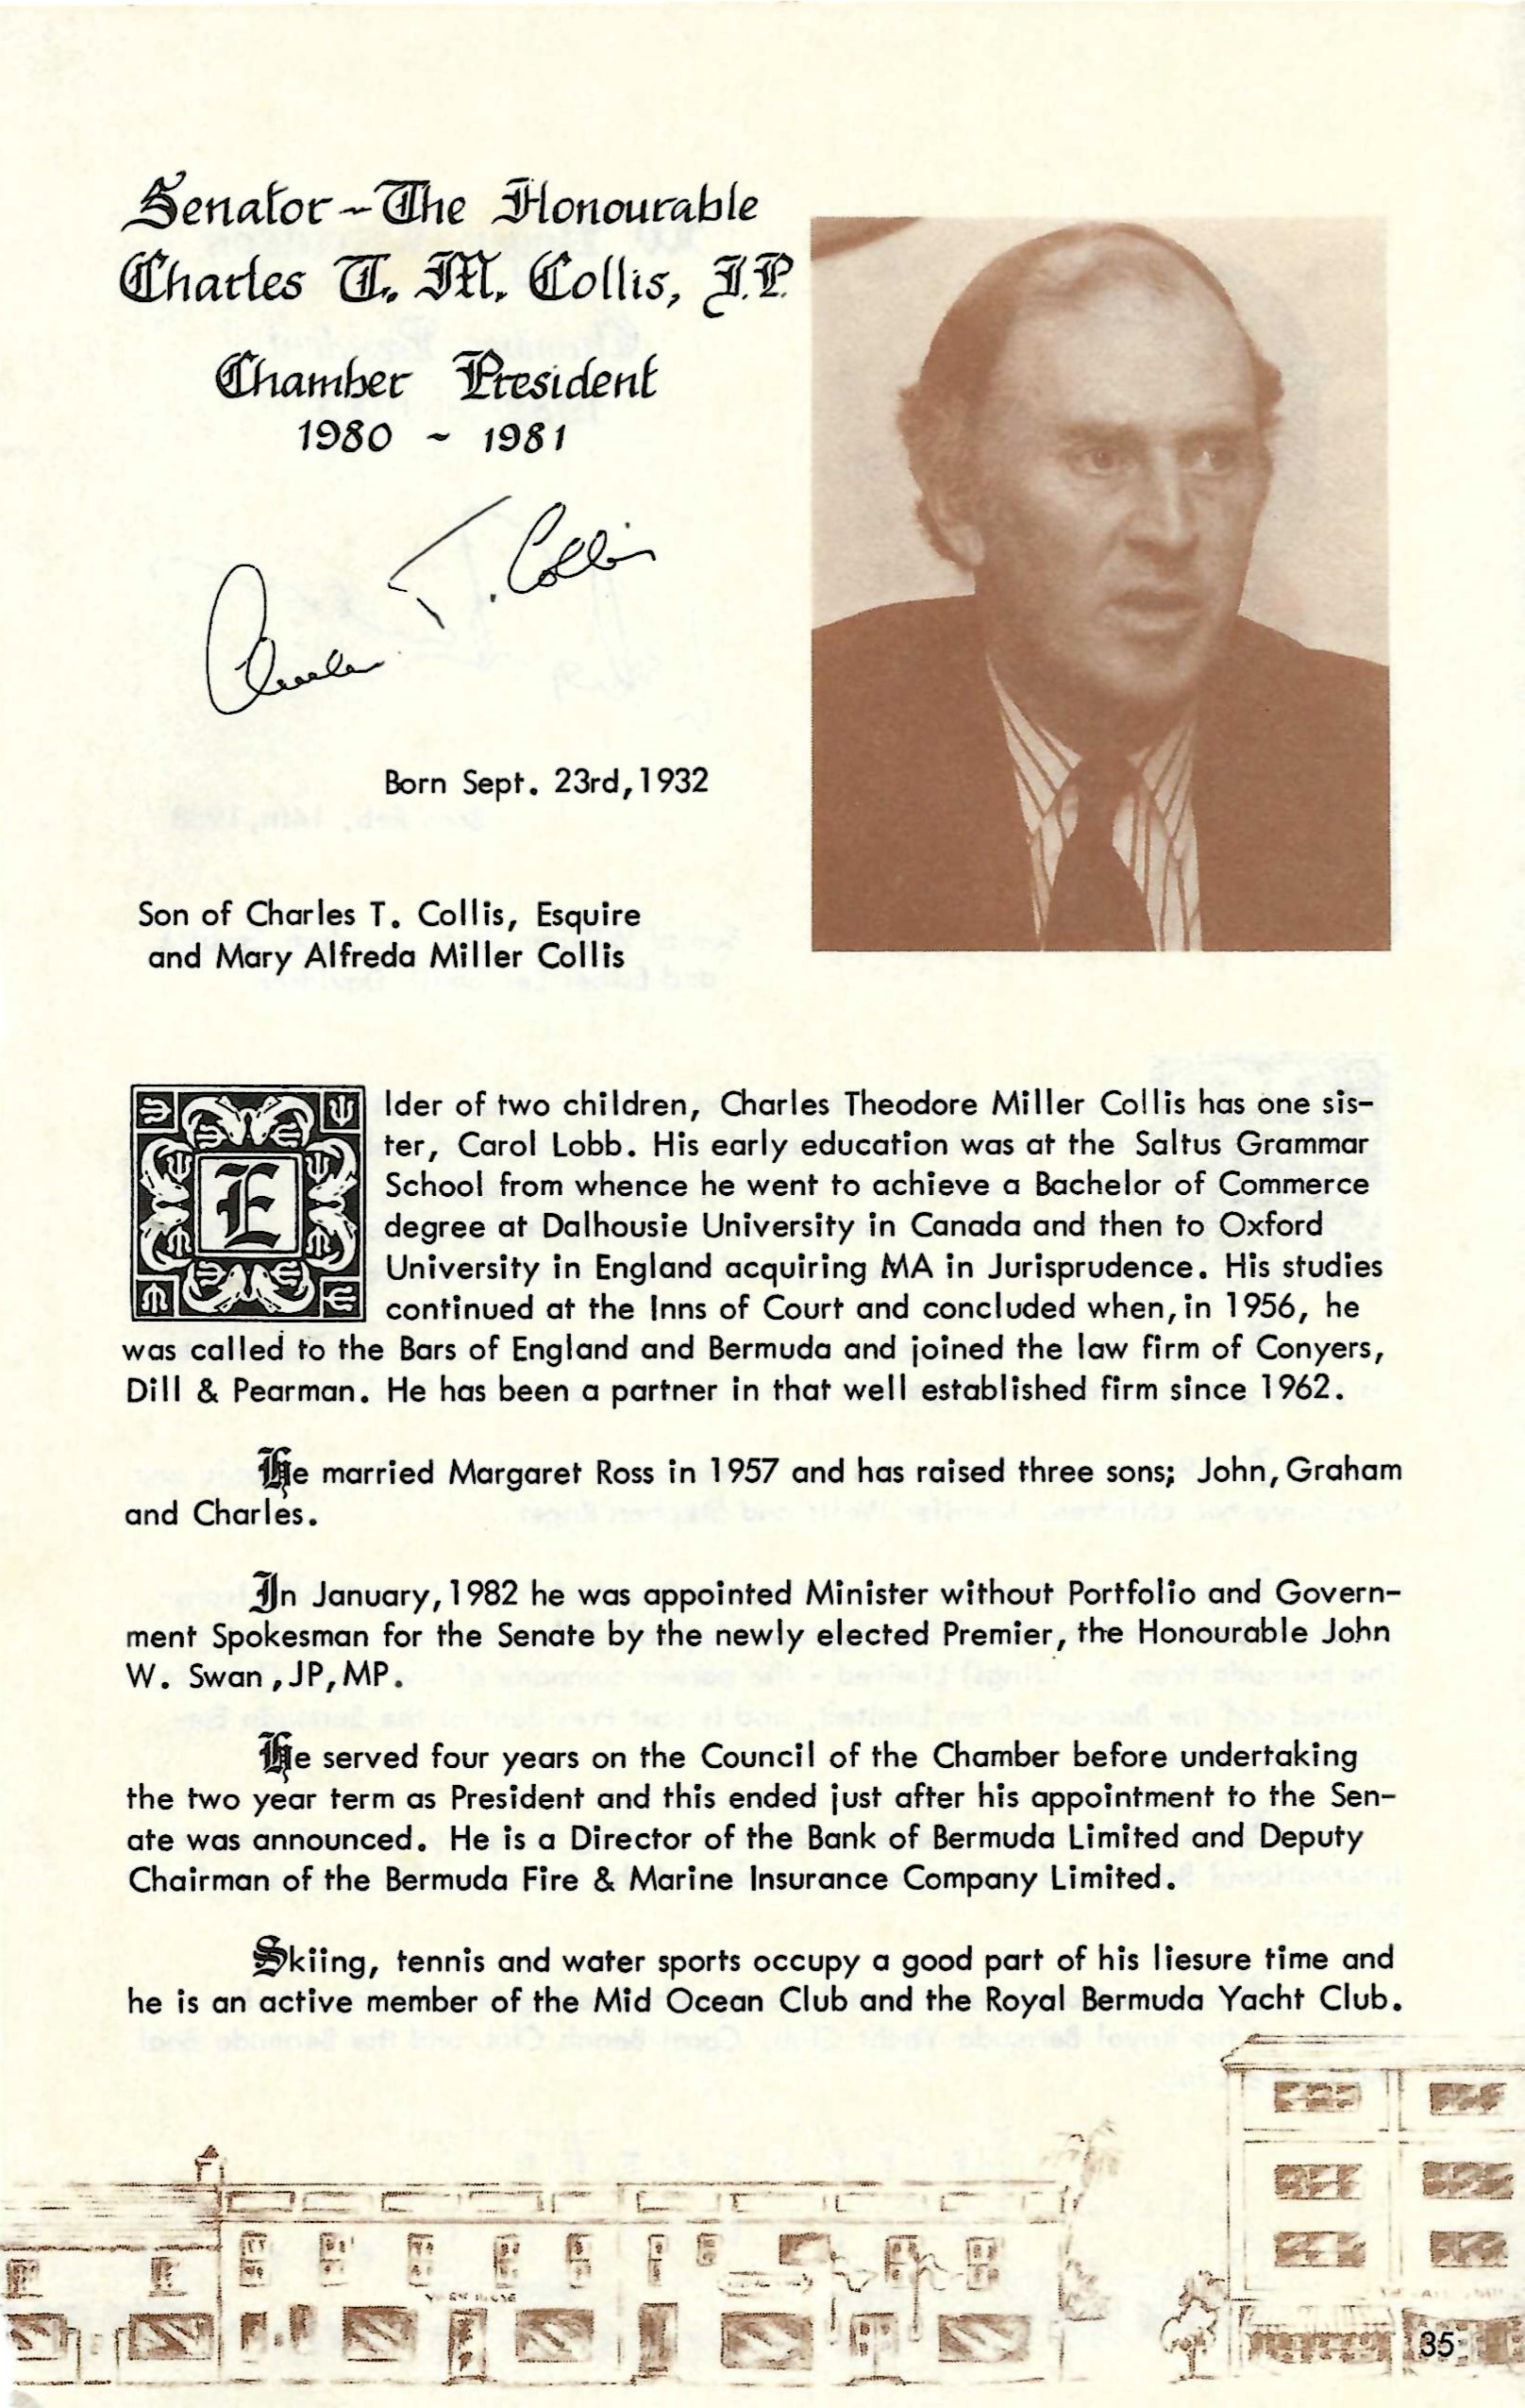 Senator ~ The Honourable
Charles T. M. Collis, J.P.
Chamber President
1980 ~ 1981
Charles T. Collis
Born Sept. 23rd, 1932
Son of Charles T. Collis, Esquire
and Mary Alfreda Miller Collis
Elder of two children, Charles Theodore Miller Collis has one sis-
ter, Carol Lobb. His early education was at the Saltus Grammar
School from whence he went to achieve a Bachelor of Commerce
degree at Dalhousie University in Canada and then to Oxford
University in England acquiring MA in Jurisprudence. His studies
continued at the Inns of Court and concluded when, in 1956, he
was called to the Bars of England and Bermuda and joined the law firm of Conyers,
Dill & Pearman. He has been a partner in that well established firm since 1962.
He married Margaret Ross in 1957 and has raised three sons; John, Graham
and Charles.
In January, 1982 he was appointed Minister without Portfolio and Govern-
ment Spokesman for the Senate by the newly elected Premier, the Honourable John
W. Swan, JP, MP.
He served four years on the Council of the Chamber before undertaking
the two year term as President and this ended just after his appointment to the Sen-
ate was announced. He is a Director of the Bank of Bermuda Limited and Deputy
Chairman of the Bermuda Fire & Marine Insurance Company Limited.
Skiing, tennis and water sports occupy a good part of his liesure time and
he is an active member of the Mid Ocean Club and the Royal Bermuda Yacht Club.
35